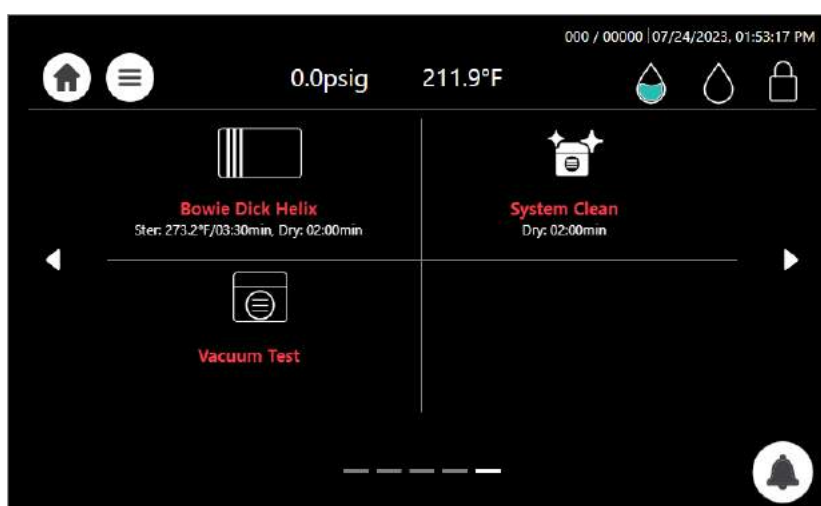 000 / 00000 | 07/24/2023, 01:53:17 PM
0.0psig 211.9°F
Bowie Dick Helix
Ster: 273.2°F/03:30min, Dry: 02:00min
System Clean
Dry: 02:00min
Vacuum Test